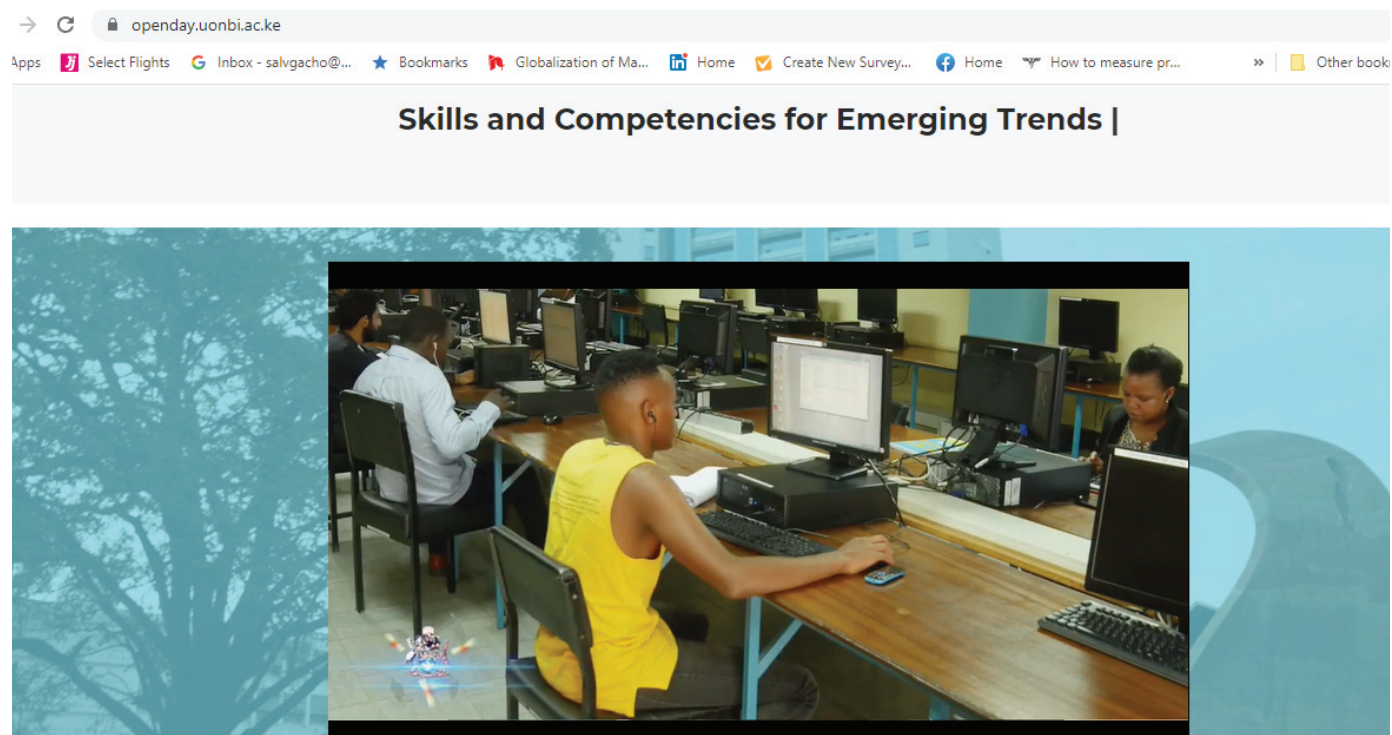 openday.uonbi.ac.ke
Apps Select Flights Inbox - salvgacho@... Bookmarks Globalization of Ma... Home Create New Survey... Home How to measure pr... » Other book
Skills and Competencies for Emerging Trends |